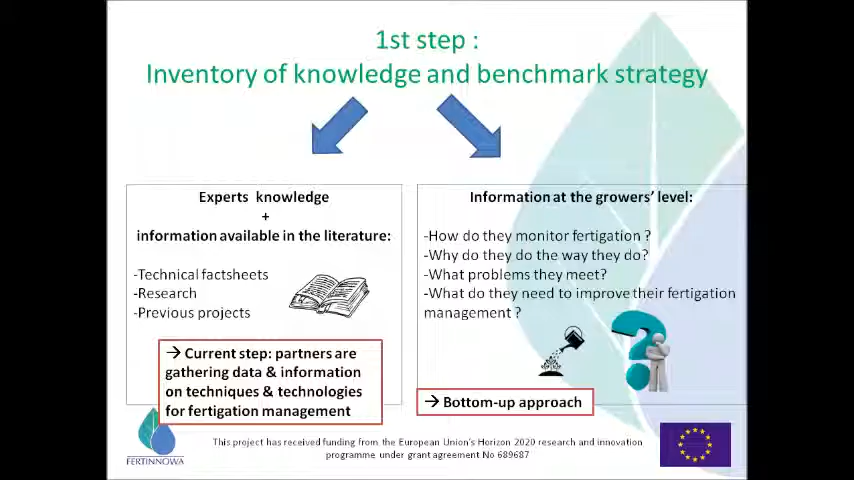 1st step :
Inventory of knowledge and benchmark strategy
Experts knowledge
+
information available in the literature:
-Technical factsheets
-Research
-Previous projects
→ Current step: partners are
gathering data & information
on techniques & technologies
for fertigation management
Information at the growers' level:
-How do they monitor fertigation ?
-Why do they do the way they do?
-What problems they meet?
-What do they need to improve their fertigation
management ?
→ Bottom-up approach
FERTINNOWA
This project has received funding from the European Union's Horizon 2020 research and innovation
programme under grant agreement No 689687